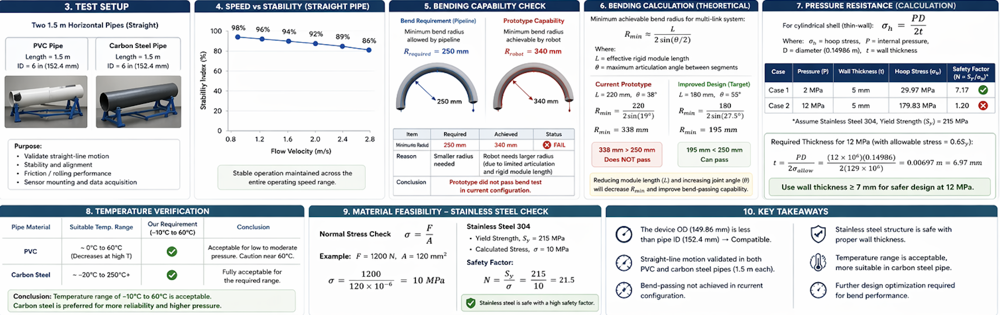 3. TEST SETUP
Two 1.5 m Horizontal Pipes (Straight)
PVC Pipe
Length = 1.5 m
ID = 6 in (152.4 mm)
Carbon Steel Pipe
Length = 1.5 m
ID = 6 in (152.4 mm)
Purpose:
• Validate straight-line motion
• Stability and alignment
• Friction / rolling performance
• Sensor mounting and data acquisition
4. SPEED vs STABILITY (STRAIGHT PIPE)
Stability Index (%)
100
80
60
40
20
0
98%
96%
94%
92%
89%
86%
0.8 1.2 1.6 2.0 2.4 2.8
Flow Velocity (m/s)
Stable operation maintained across the
entire operating speed range.
5. BENDING CAPABILITY CHECK
Bend Requirement (Pipeline)
Minimum bend radius
allowed by pipeline
R_required = 250 mm
250 mm
Prototype Capability
Minimum bend radius
achievable by robot
R_robot = 340 mm
340 mm
Item Required Achieved Status
250 mm 340 mm FAIL
Reason
Smaller radius
needed
Robot needs larger radius
(due to limited articulation
and rigid module length)
Conclusion
Prototype did not pass bend test
in current configuration.
6. BENDING CALCULATION (THEORETICAL)
Minimum achievable bend radius for multi-link system:
R_min ≈ L / 2 sin(θ/2)
Where:
L = effective rigid module length
θ = maximum articulation angle between segments
Current Prototype
L = 220 mm, θ = 38°
R_min = 220 / 2 sin(19°)
R_min = 338 mm
338 mm > 250 mm
Does NOT pass
Improved Design (Target)
L = 180 mm, θ = 55°
R_min = 180 / 2 sin(27.5°)
R_min = 195 mm
195 mm < 250 mm
Can pass
Reducing module length (L) and increasing joint angle (θ)
will decrease R_min and improve bend-passing capability.
7. PRESSURE RESISTANCE (CALCULATION)
For cylindrical shell (thin-wall): σ_h = PD / 2t
Where: σ_h = hoop stress, P = internal pressure,
D = diameter (0.14986 m), t = wall thickness
Case Pressure (P) Wall Thickness (t) Hoop Stress (σ_y) Safety Factor
(N = S_y/σ_h)*
Case 1 2 MPa 5 mm 29.97 MPa 7.17
Case 2 12 MPa 5 mm 179.83 MPa 1.20
*Assume Stainless Steel 304, Yield Strength (S_y) = 215 MPa
Required Thickness for 12 MPa (with allowable stress = 0.6S_y):
t = PD / 2σ_allow = (12 × 10⁶)(0.14986) / 2(129 × 10⁶) = 0.00697 m = 6.97 mm
Use wall thickness ≥ 7 mm for safer design at 12 MPa.
8. TEMPERATURE VERIFICATION
Pipe Material
Suitable Temp. Range
Our Requirement
(−10°C to 60°C)
Conclusion
PVC
~ 0°C to 60°C
(Decreases at high T)
Acceptable for low to moderate
pressure. Caution near 60°C.
Carbon Steel
~ −20°C to 250°C+
Fully acceptable for
the required range.
Conclusion: Temperature range of −10°C to 60°C is acceptable.
Carbon steel is preferred for more reliability and higher pressure.
9. MATERIAL FEASIBILITY – STAINLESS STEEL CHECK
Normal Stress Check σ = F / A
Example: F = 1200 N, A = 120 mm²
σ = 1200 / 120 × 10⁻⁶ = 10 MPa
Stainless Steel 304
• Yield Strength, S_y = 215 MPa
• Calculated Stress, σ = 10 MPa
Safety Factor:
N = S_y / σ = 215 / 10 = 21.5
Stainless steel is safe with a high safety factor.
10. KEY TAKEAWAYS
The device OD (149.86 mm) is less
than pipe ID (152.4 mm) → Compatible.
Straight-line motion validated in both
PVC and carbon steel pipes (1.5 m each).
Bend-passing not achieved in rcurrent
configuration.
Stainless steel structure is safe with
proper wall thickness.
Temperature range is acceptable,
more suitable in carbon steel pipe.
Further design optimization required
for bend performance.